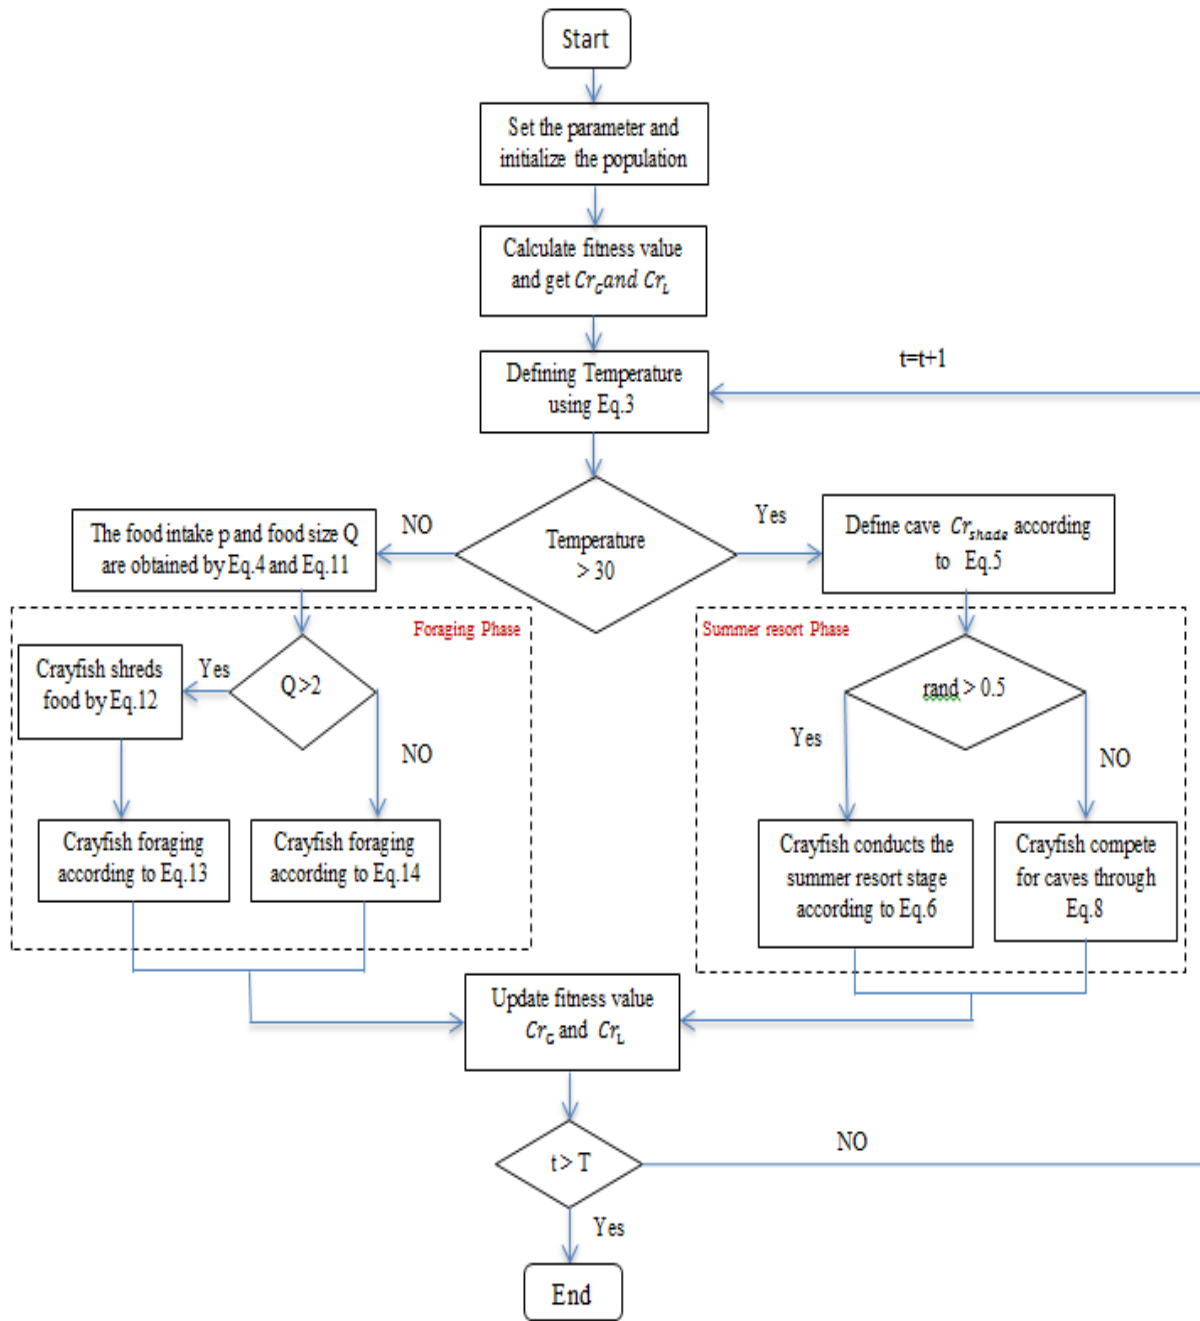 Start
Set the parameter and
initialize the population
Calculate fitness value
and get Cr_G and Cr_L
Defining Temperature
using Eq.3
t=t+1
Temperature
> 30
NO
Yes
The food intake p and food size Q
are obtained by Eq.4 and Eq.11
Define cave Cr_shade according
to Eq.5
Foraging Phase
Summer resort Phase
Q >2
Yes
NO
Crayfish shreds
food by Eq.12
rand > 0.5
Yes
NO
Crayfish foraging
according to Eq.13
Crayfish foraging
according to Eq.14
Crayfish conducts the
summer resort stage
according to Eq.6
Crayfish compete
for caves through
Eq.8
Update fitness value
Cr_G and Cr_L
t > T
NO
Yes
End